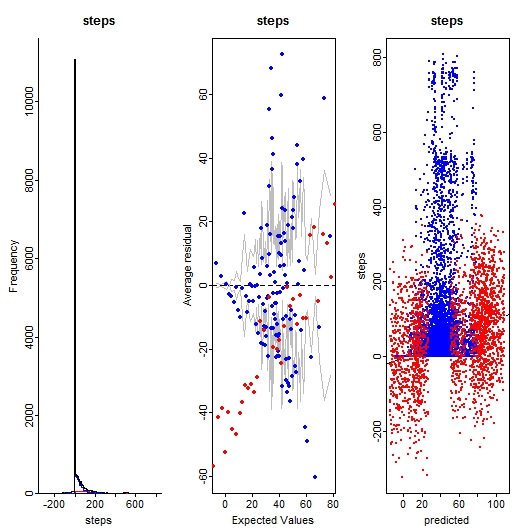 steps
steps
steps
Frequency
0 2000 4000 6000 8000 10000
-200 200 600
steps
Average residual
-60 -40 -20 0 20 40 60
0 20 40 60 80
Expected Values
steps
-200 0 200 400 600 800
0 20 60 100
predicted